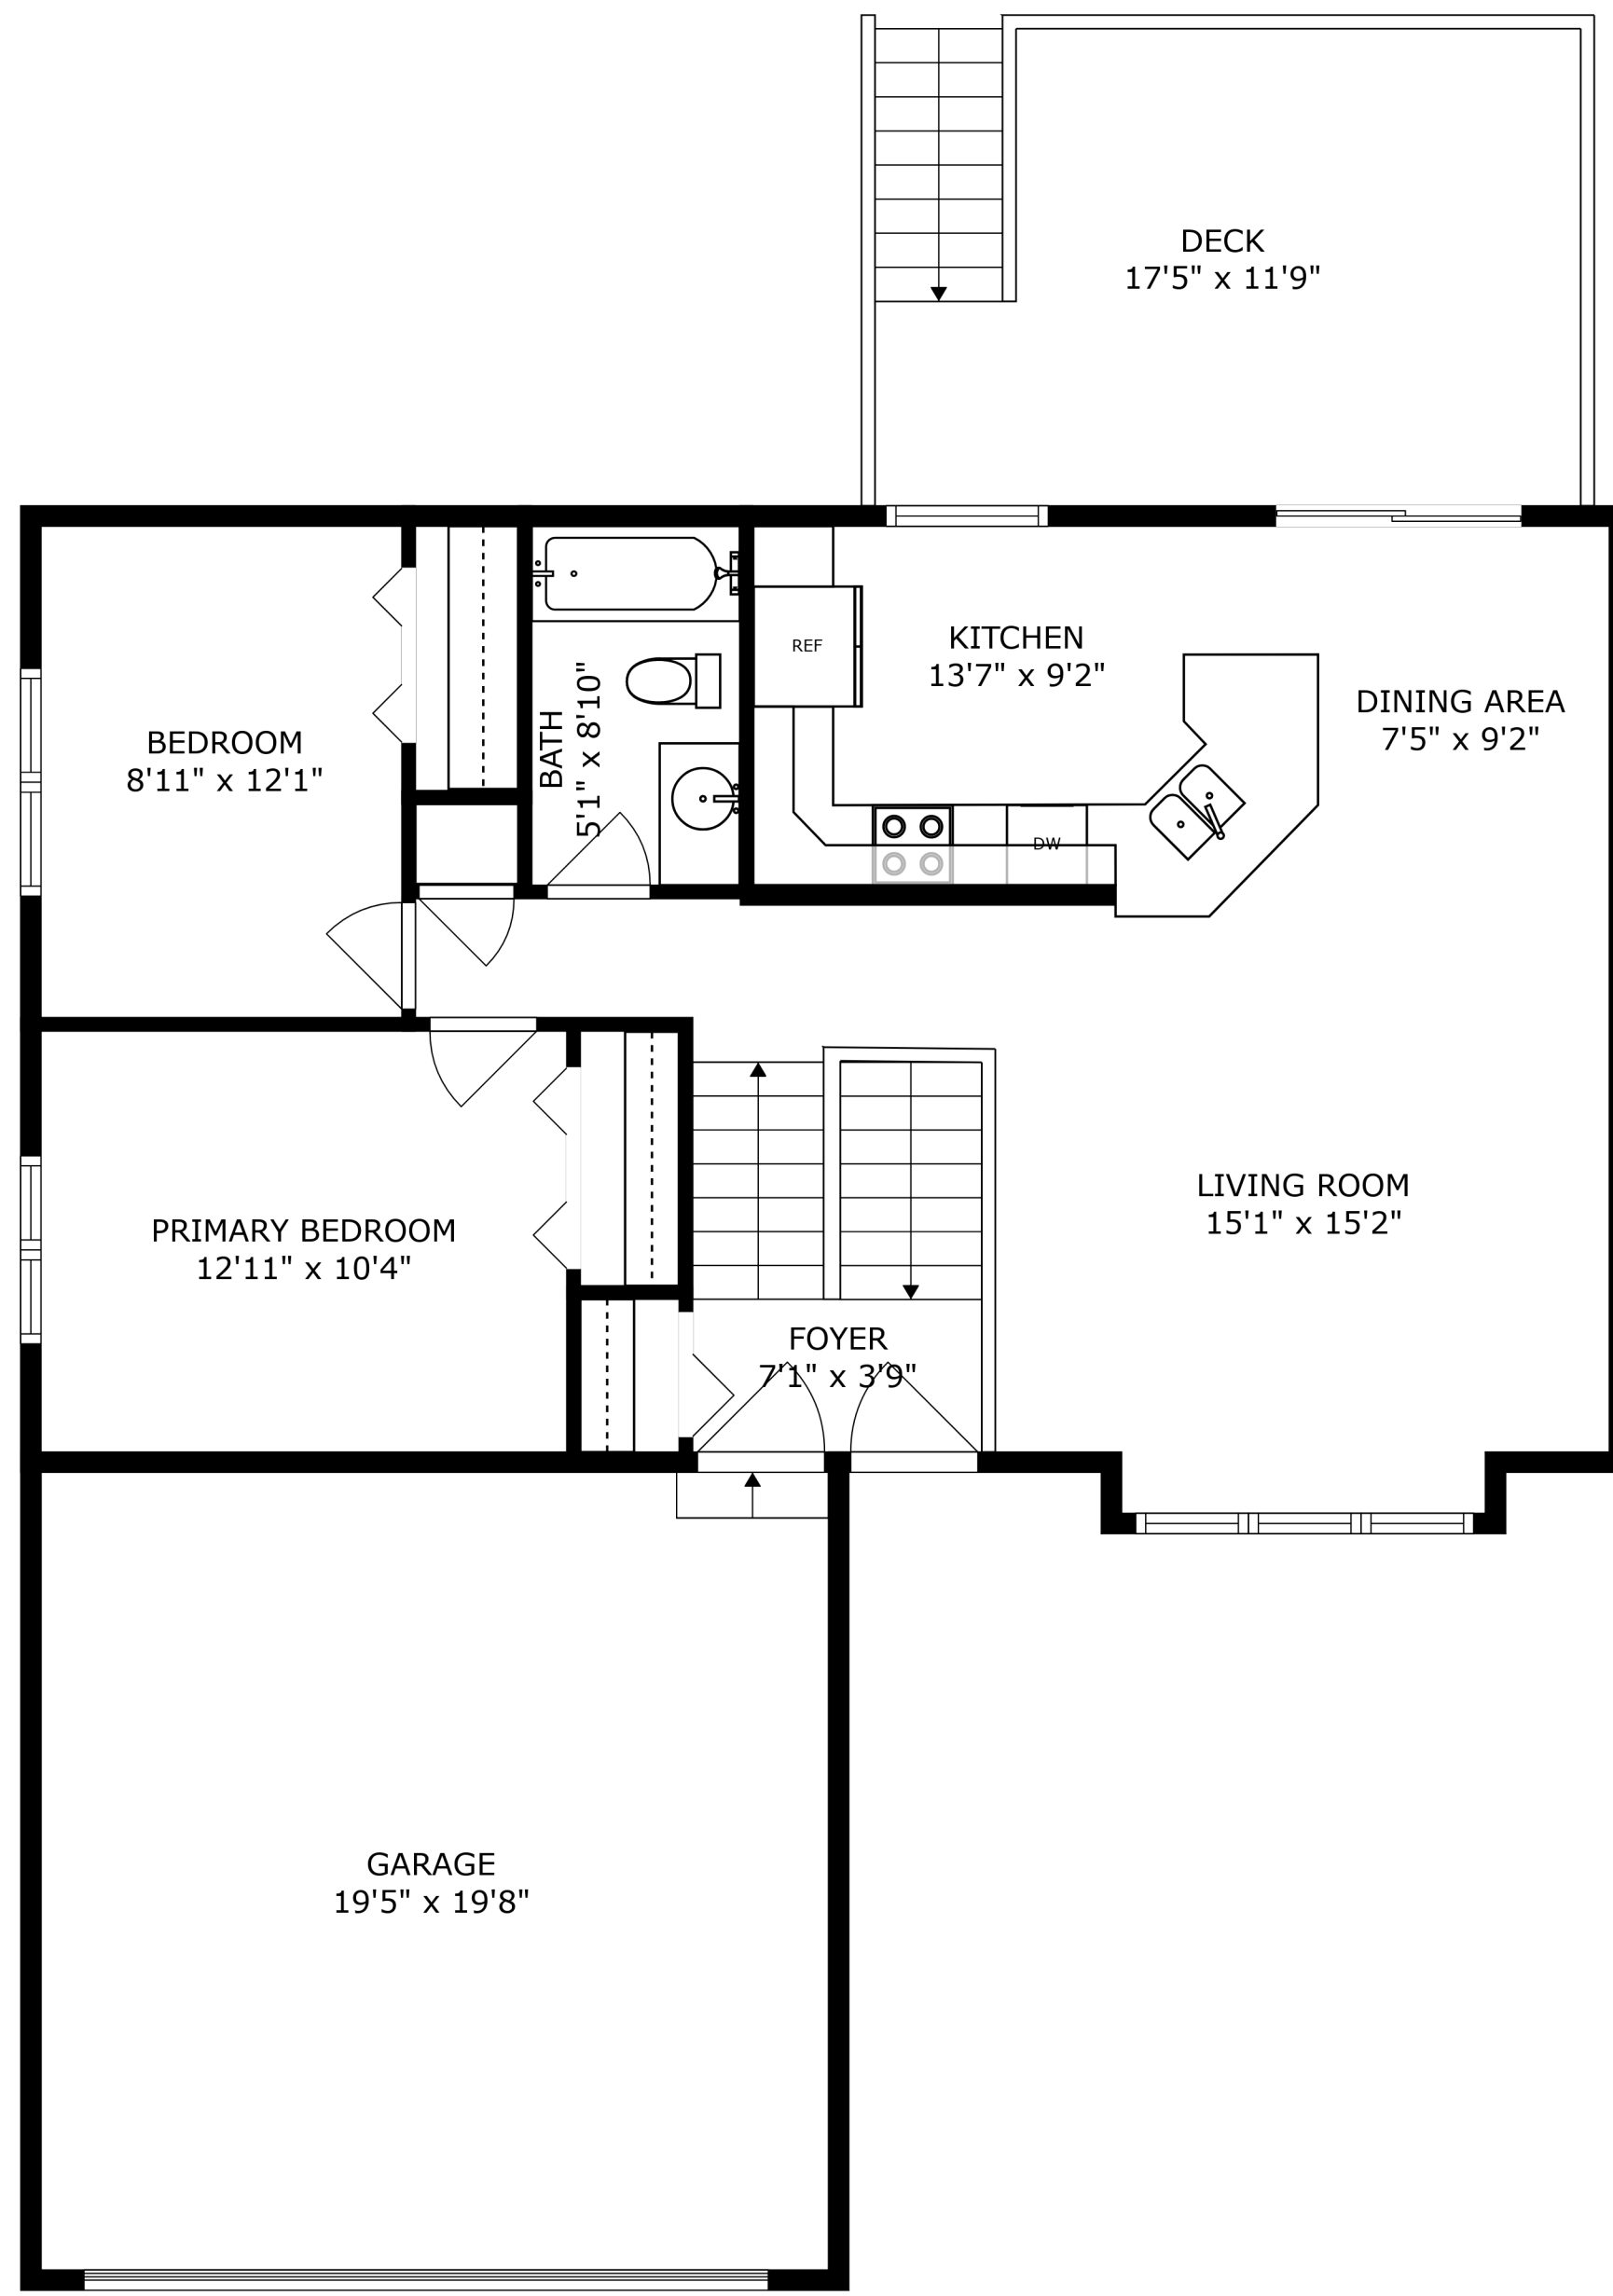 DECK
17'5" x 11'9"
KITCHEN
13'7" x 9'2"
REF
DINING AREA
7'5" x 9'2"
BEDROOM
8'11" x 12'1"
BATH
5'1" x 8'10"
DW
LIVING ROOM
15'1" x 15'2"
PRIMARY BEDROOM
12'11" x 10'4"
FOYER
7'1" x 3'9"
GARAGE
19'5" x 19'8"